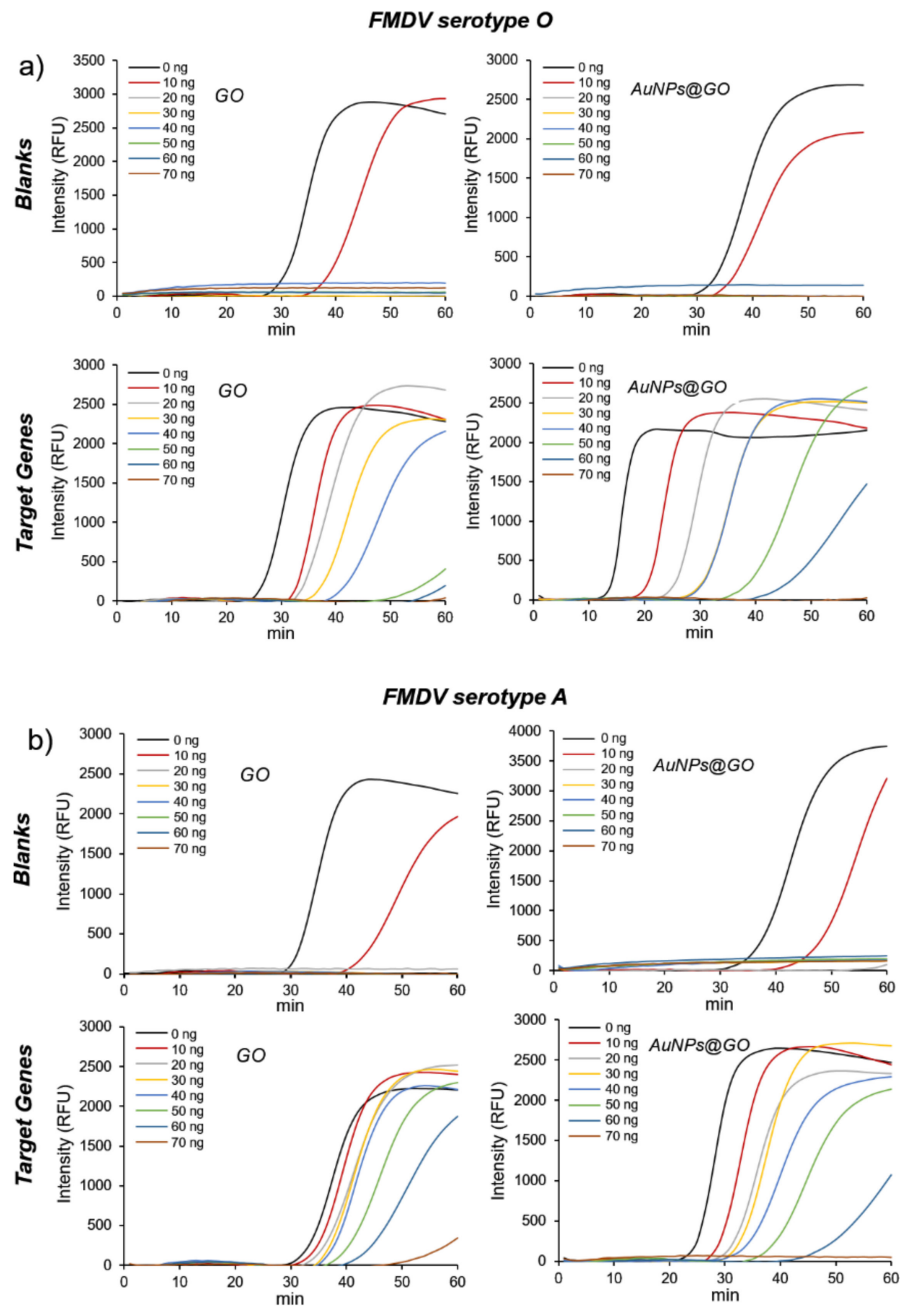 FMDV serotype O
a)
Blanks
GO
0 ng
10 ng
20 ng
30 ng
40 ng
50 ng
60 ng
70 ng
Intensity (RFU)
3500
3000
2500
2000
1500
1000
500
0
0 10 20 30 40 50 60
min
AuNPs@GO
0 ng
10 ng
20 ng
30 ng
40 ng
50 ng
60 ng
70 ng
Intensity (RFU)
3000
2500
2000
1500
1000
500
0
0 10 20 30 40 50 60
min
Target Genes
GO
0 ng
10 ng
20 ng
30 ng
40 ng
50 ng
60 ng
70 ng
Intensity (RFU)
3000
2500
2000
1500
1000
500
0
0 10 20 30 40 50 60
min
AuNPs@GO
0 ng
10 ng
20 ng
30 ng
40 ng
50 ng
60 ng
70 ng
Intensity (RFU)
3000
2500
2000
1500
1000
500
0
0 10 20 30 40 50 60
min
FMDV serotype A
b)
Blanks
GO
0 ng
10 ng
20 ng
30 ng
40 ng
50 ng
60 ng
70 ng
Intensity (RFU)
3000
2500
2000
1500
1000
500
0
0 10 20 30 40 50 60
min
AuNPs@GO
0 ng
10 ng
20 ng
30 ng
40 ng
50 ng
60 ng
70 ng
Intensity (RFU)
4000
3500
3000
2500
2000
1500
1000
500
0
0 10 20 30 40 50 60
min
Target Genes
GO
0 ng
10 ng
20 ng
30 ng
40 ng
50 ng
60 ng
70 ng
Intensity (RFU)
3000
2500
2000
1500
1000
500
0
0 10 20 30 40 50 60
min
AuNPs@GO
0 ng
10 ng
20 ng
30 ng
40 ng
50 ng
60 ng
70 ng
Intensity (RFU)
3000
2500
2000
1500
1000
500
0
0 10 20 30 40 50 60
min